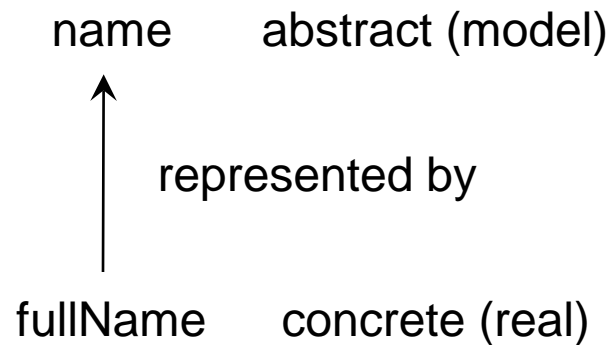 name abstract (model)
represented by
fullName concrete (real)